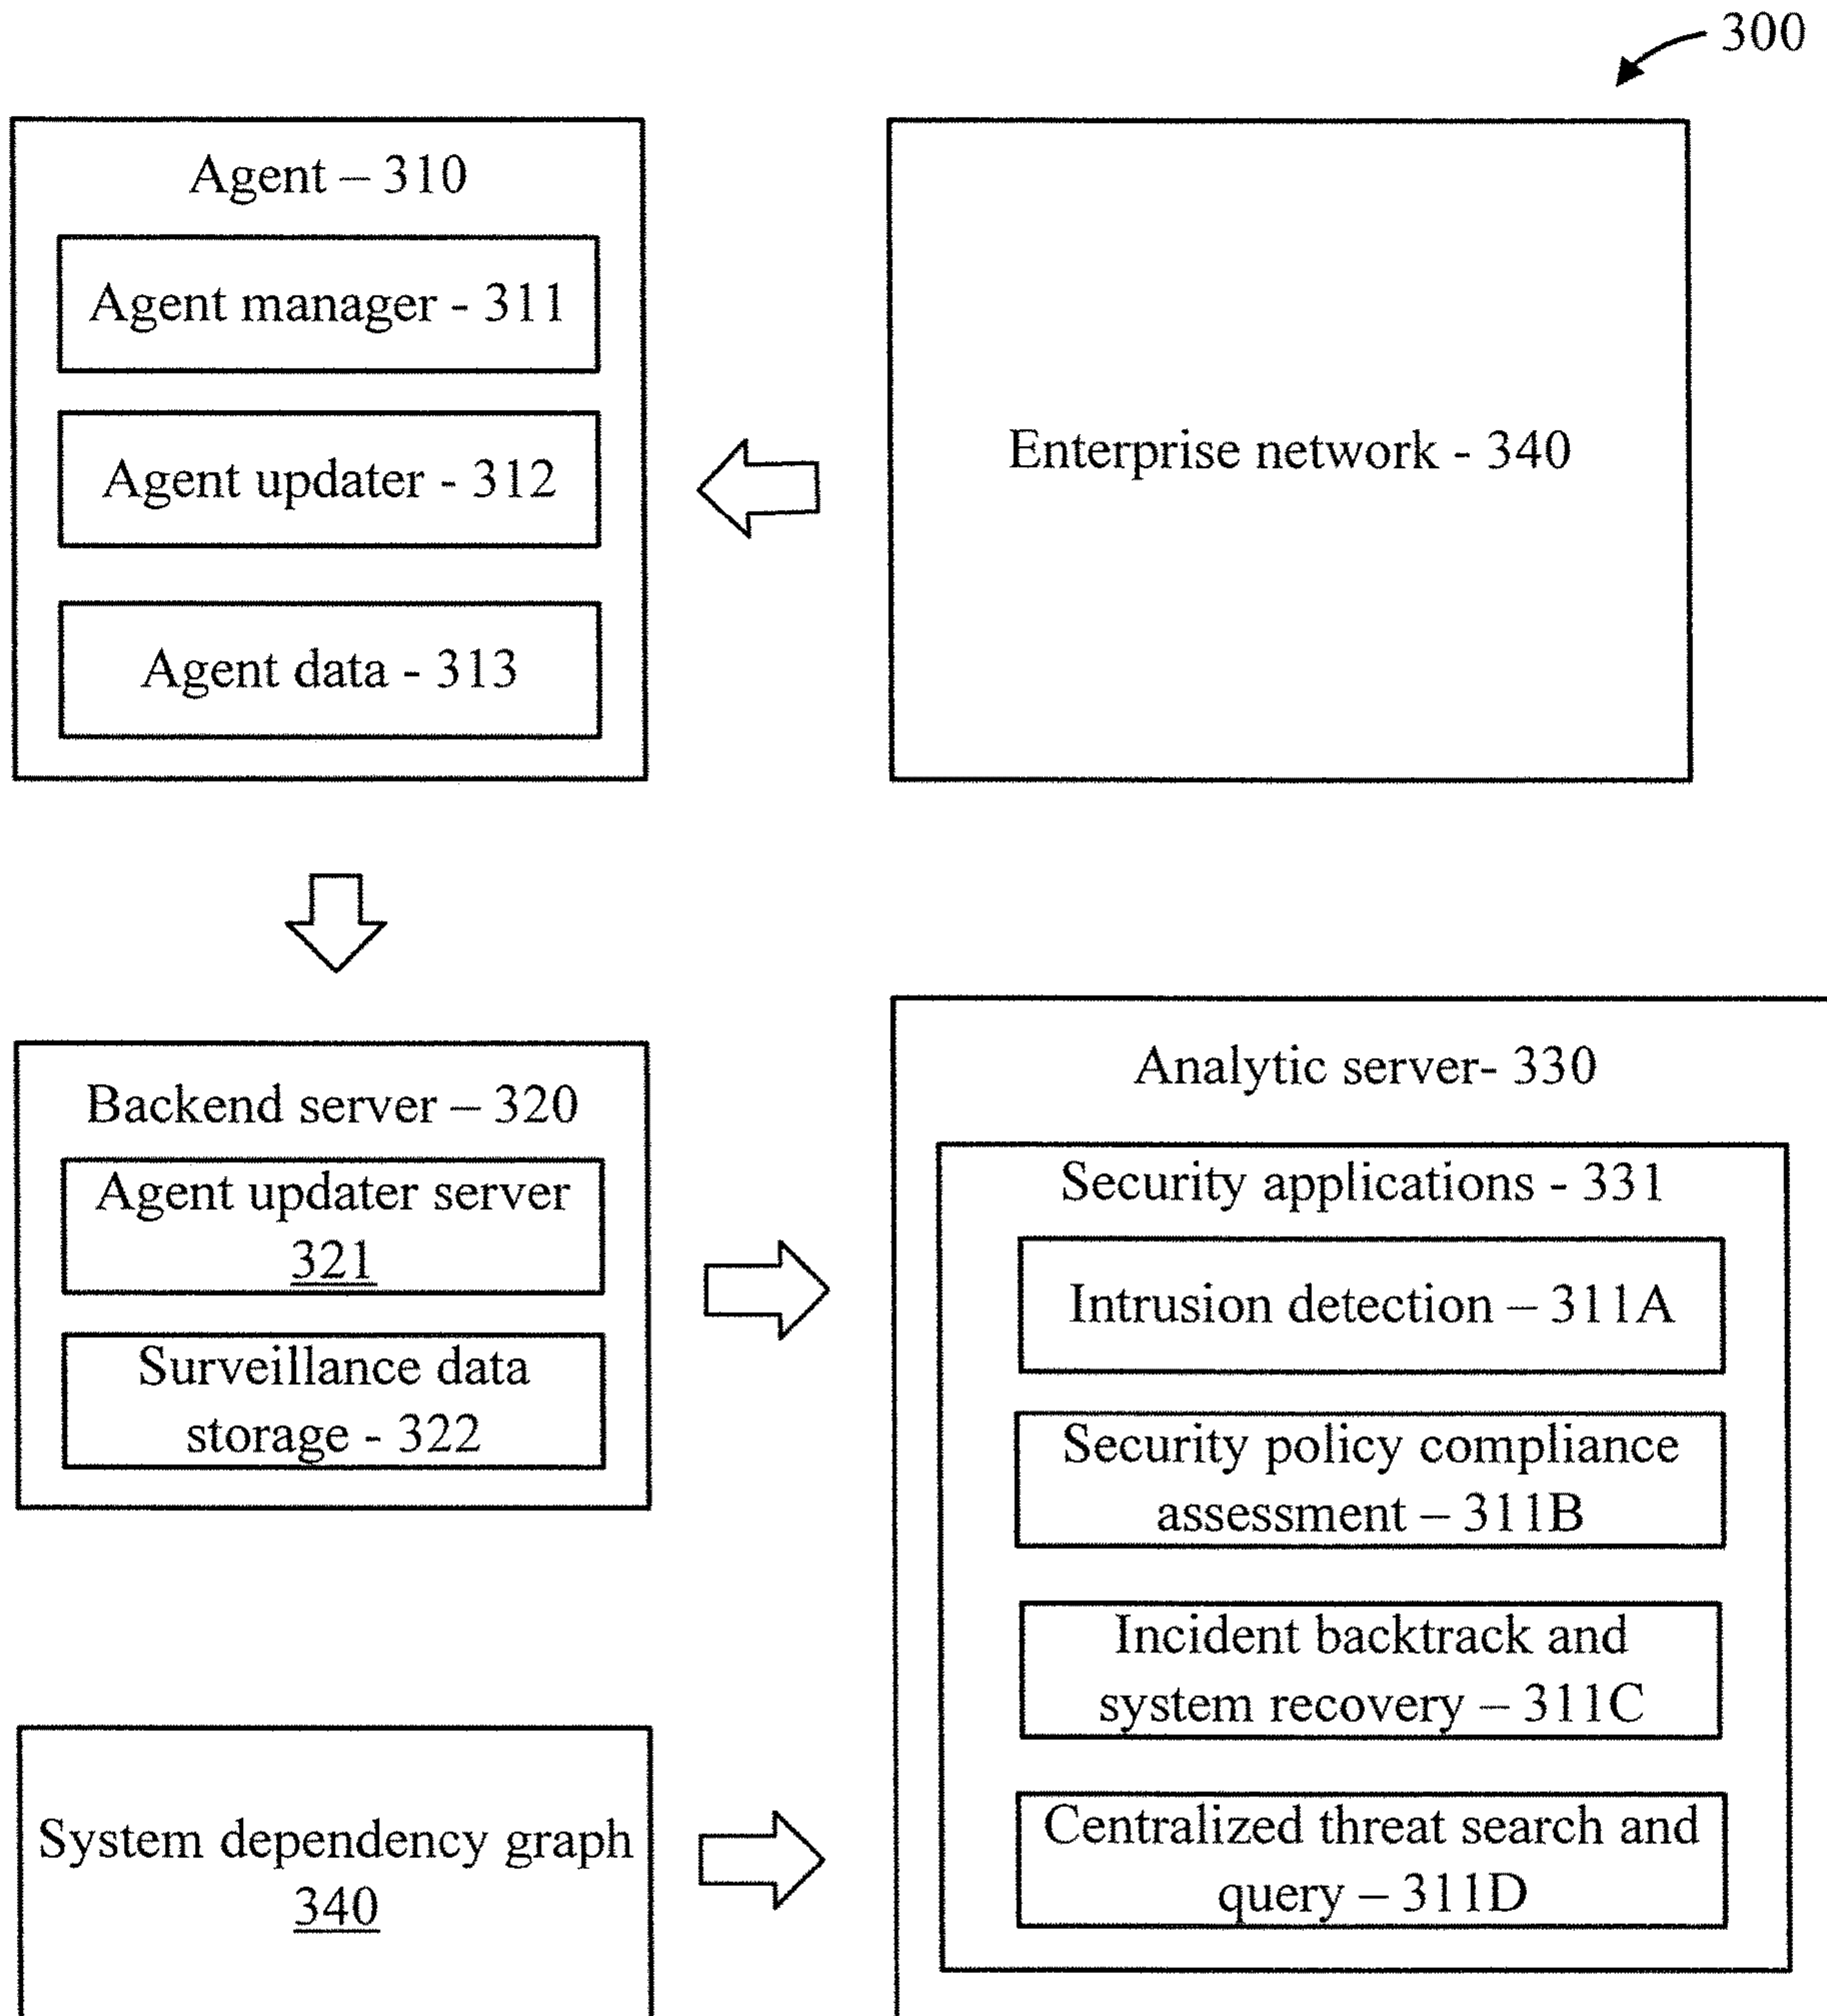 300
Agent – 310
Agent manager - 311
Agent updater - 312
Agent data - 313
Enterprise network - 340
Backend server – 320
Agent updater server
321
Surveillance data
storage - 322
System dependency graph
340
Analytic server- 330
Security applications - 331
Intrusion detection – 311A
Security policy compliance
assessment – 311B
Incident backtrack and
system recovery – 311C
Centralized threat search and
query – 311D